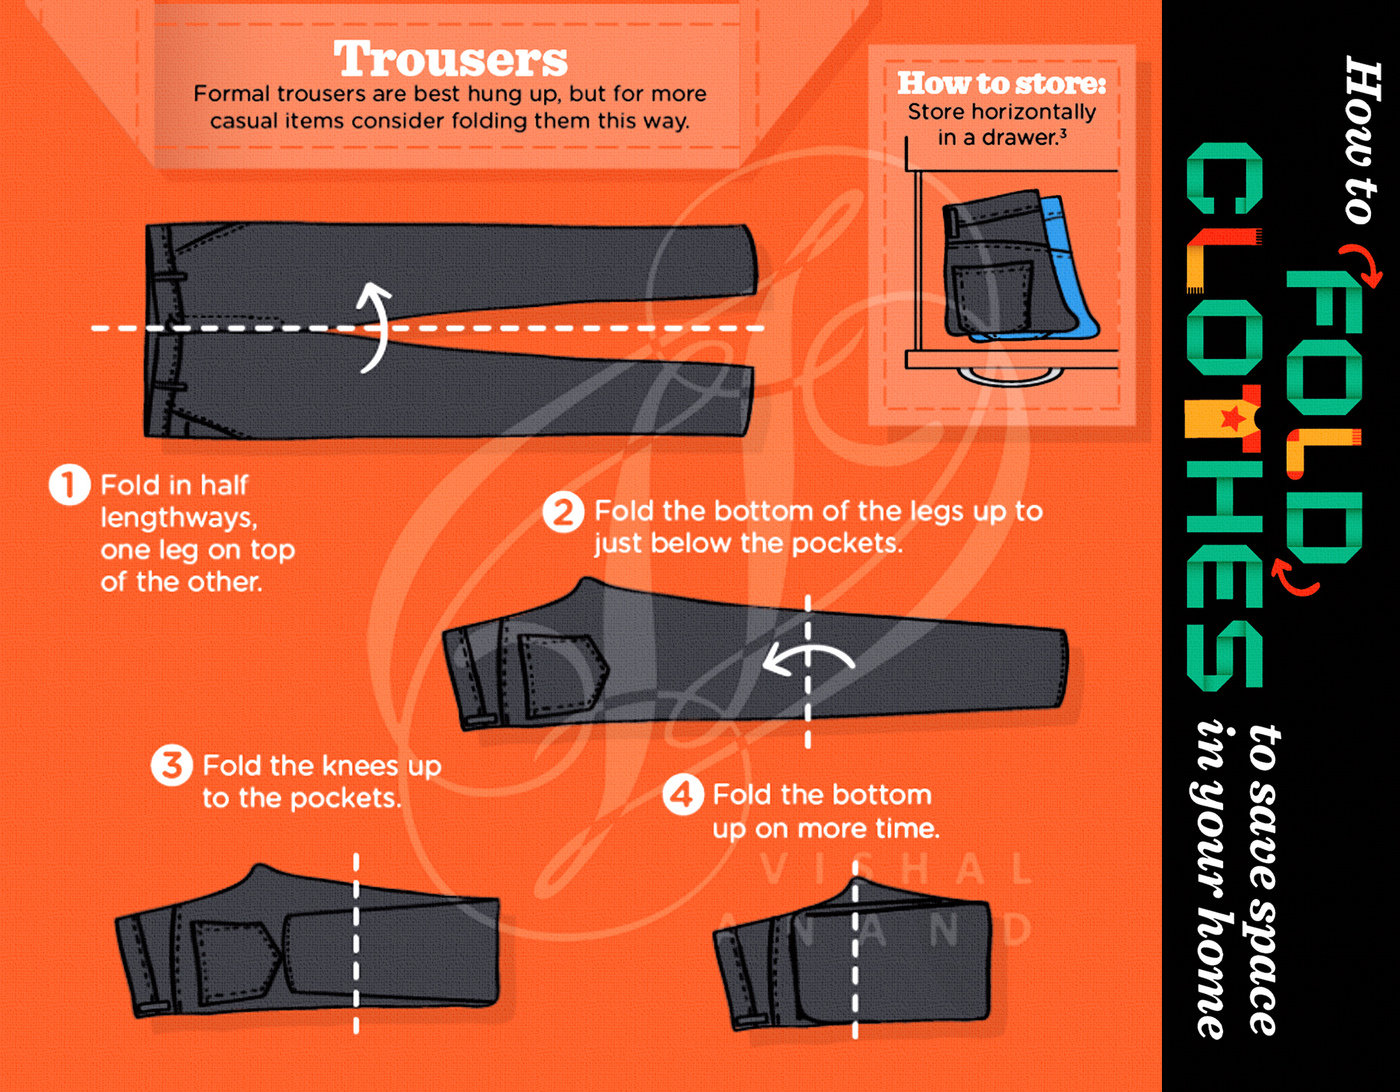 Trousers
Formal trousers are best hung up, but for more
casual items consider folding them this way.
How to store:
Store horizontally
in a drawer.³
1 Fold in half
lengthways,
one leg on top
of the other.
2 Fold the bottom of the legs up to
just below the pockets.
3 Fold the knees up
to the pockets.
4 Fold the bottom
up on more time.
VISHAL
ANAND
How to
FOLD
CLOTHES
to save space
in your home